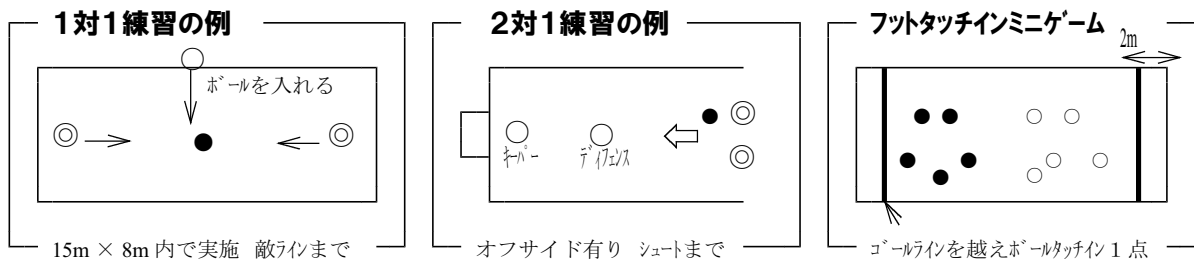 １対１練習の例
ボールを入れる
15m × 8m 内で実施 敵ラインまで
２対１練習の例
キーパー
ディフェンス
オフサイド有り シュートまで
フットタッチインミニゲーム
2m
ゴールラインを越えボールタッチイン 1 点